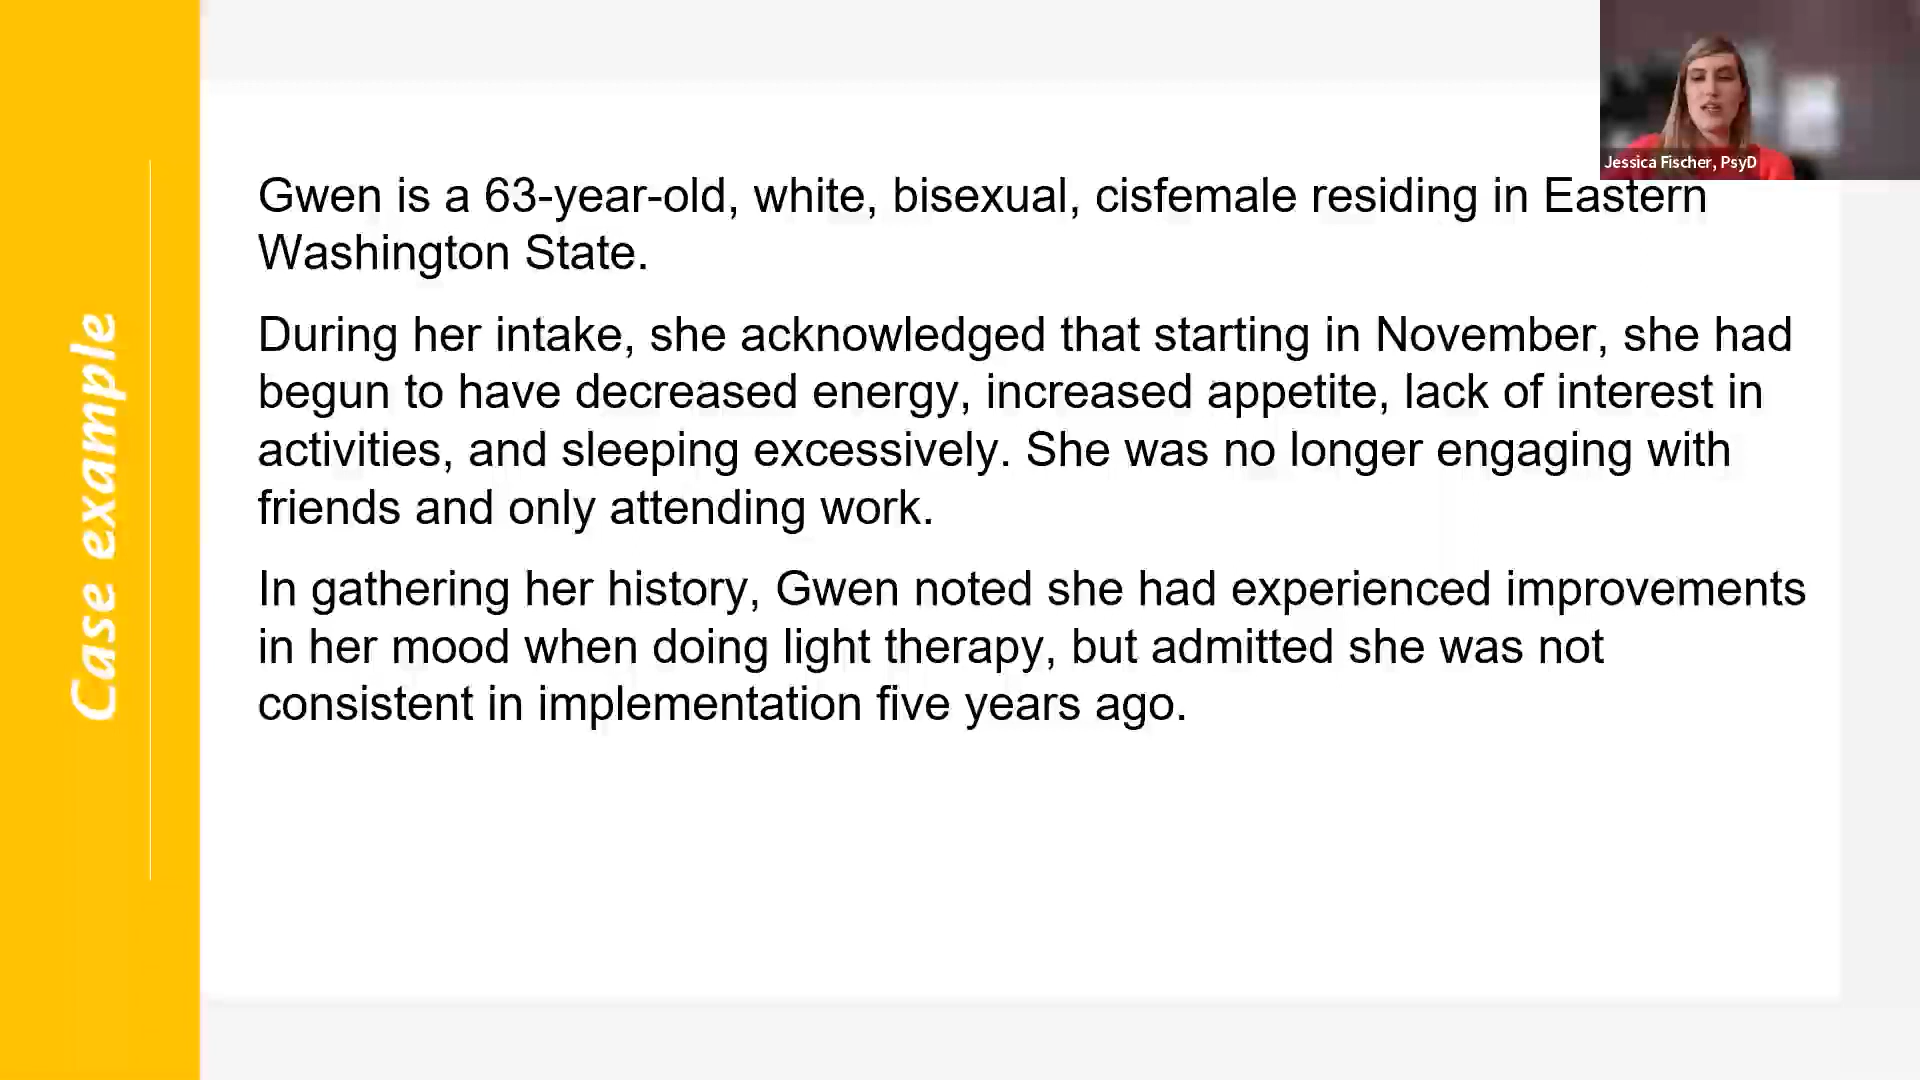 Case example
Jessica Fischer, PsyD
Gwen is a 63-year-old, white, bisexual, cisfemale residing in Eastern
Washington State.
During her intake, she acknowledged that starting in November, she had
begun to have decreased energy, increased appetite, lack of interest in
activities, and sleeping excessively. She was no longer engaging with
friends and only attending work.
In gathering her history, Gwen noted she had experienced improvements
in her mood when doing light therapy, but admitted she was not
consistent in implementation five years ago.